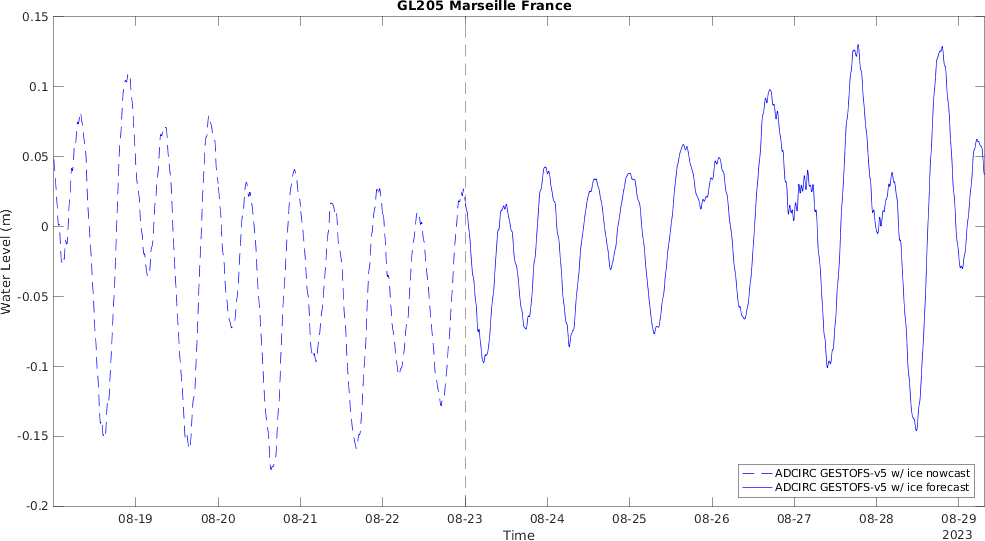 GL205 Marseille France
0.15
0.1
0.05
0
-0.05
-0.1
-0.15
-0.2
Water Level (m)
08-19 08-20 08-21 08-22 08-23 08-24 08-25 08-26 08-27 08-28 08-29
2023
Time
ADCIRC GESTOFS-v5 w/ ice nowcast
ADCIRC GESTOFS-v5 w/ ice forecast